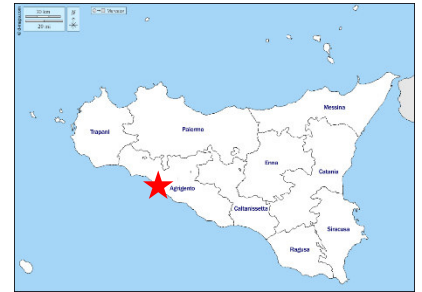 Messina
Palermo
Trapani
Enna
Catania
Agrigento
Caltanissetta
Siracusa
Ragusa